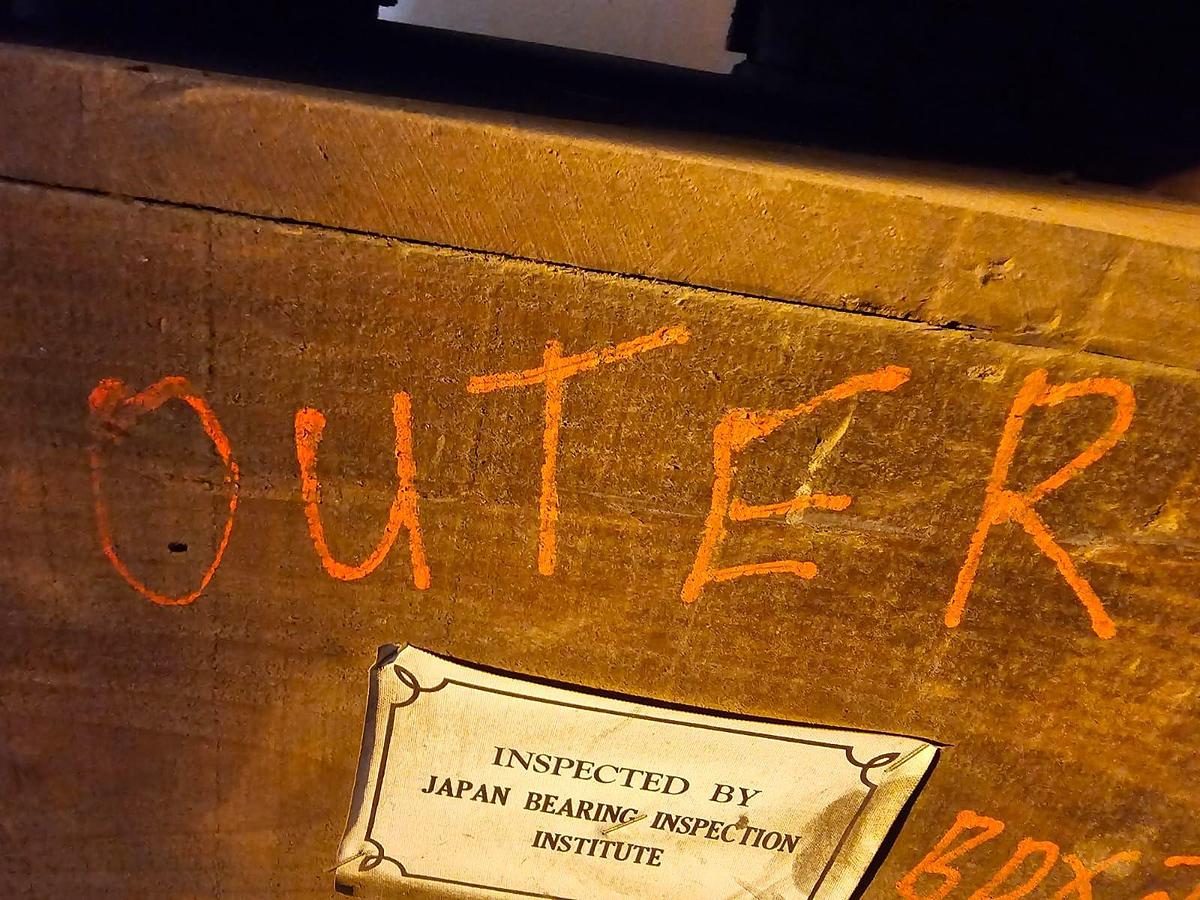 OUTER
INSPECTED BY
JAPAN BEARING INSPECTION
INSTITUTE